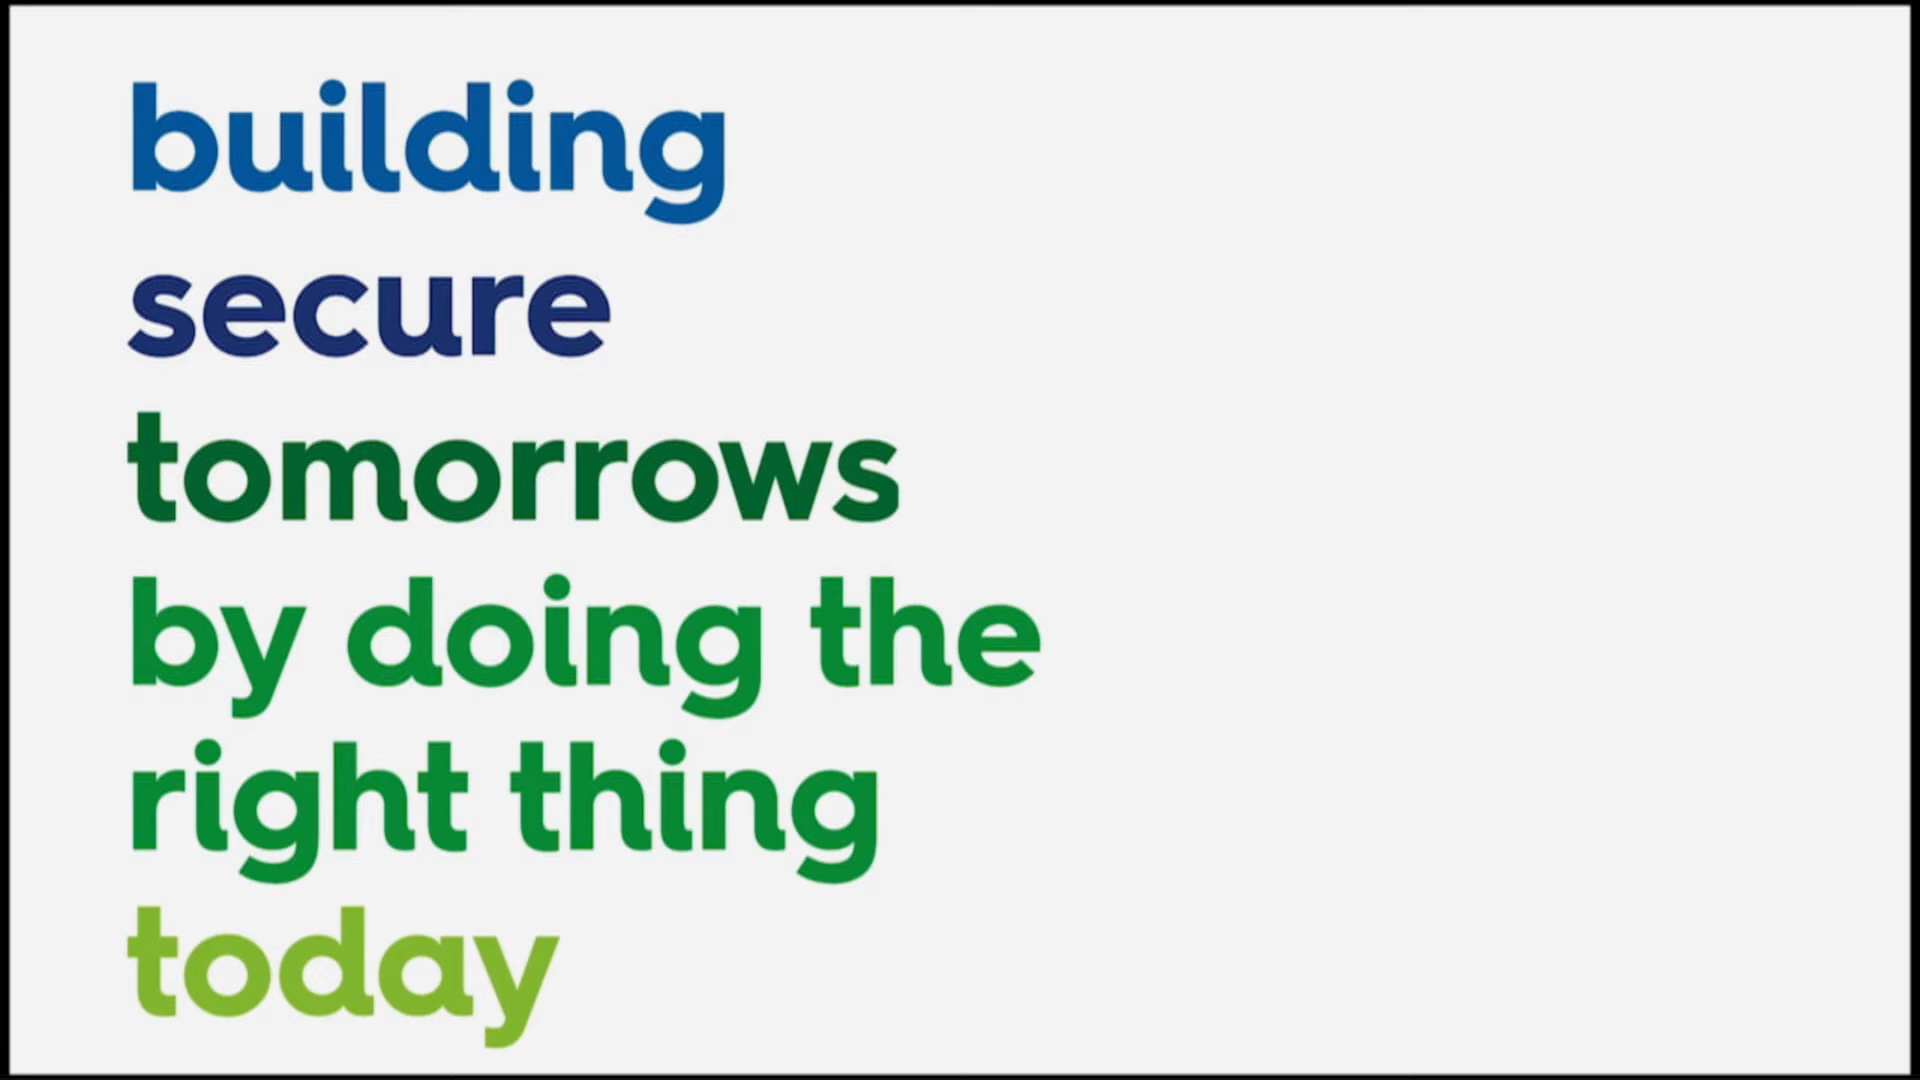 building
secure
tomorrows
by doing the
right thing
today